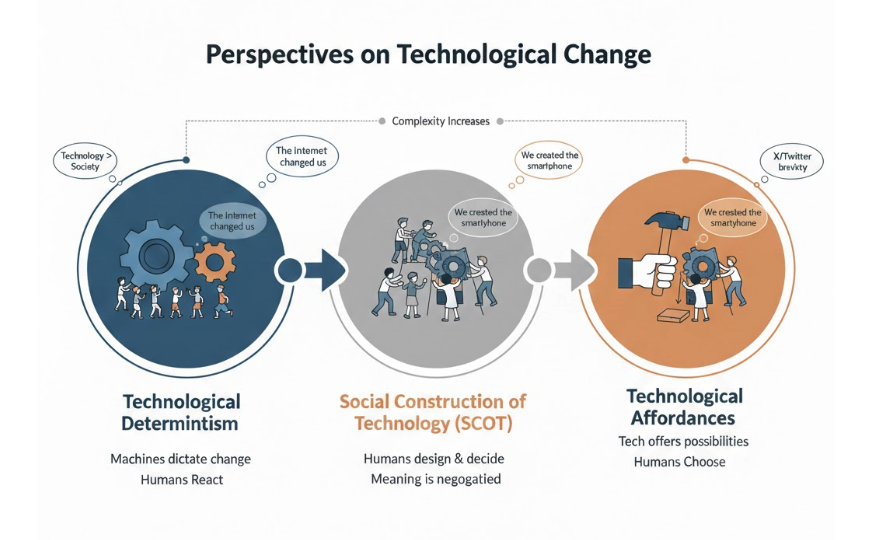 Perspectives on Technological Change
Complexity Increases
Technology >
Society
The Internet
changed us
The Internet
changed us
Technological
Determintism
Machines dictate change
Humans React
We created the
smartphone
We created the
smartyhone
Social Construction of
Technology (SCOT)
Humans design & decide
Meaning is negogatied
X/Twitter
brevkty
We created the
smartyhone
Technological
Affordances
Tech offers possibilities
Humans Choose